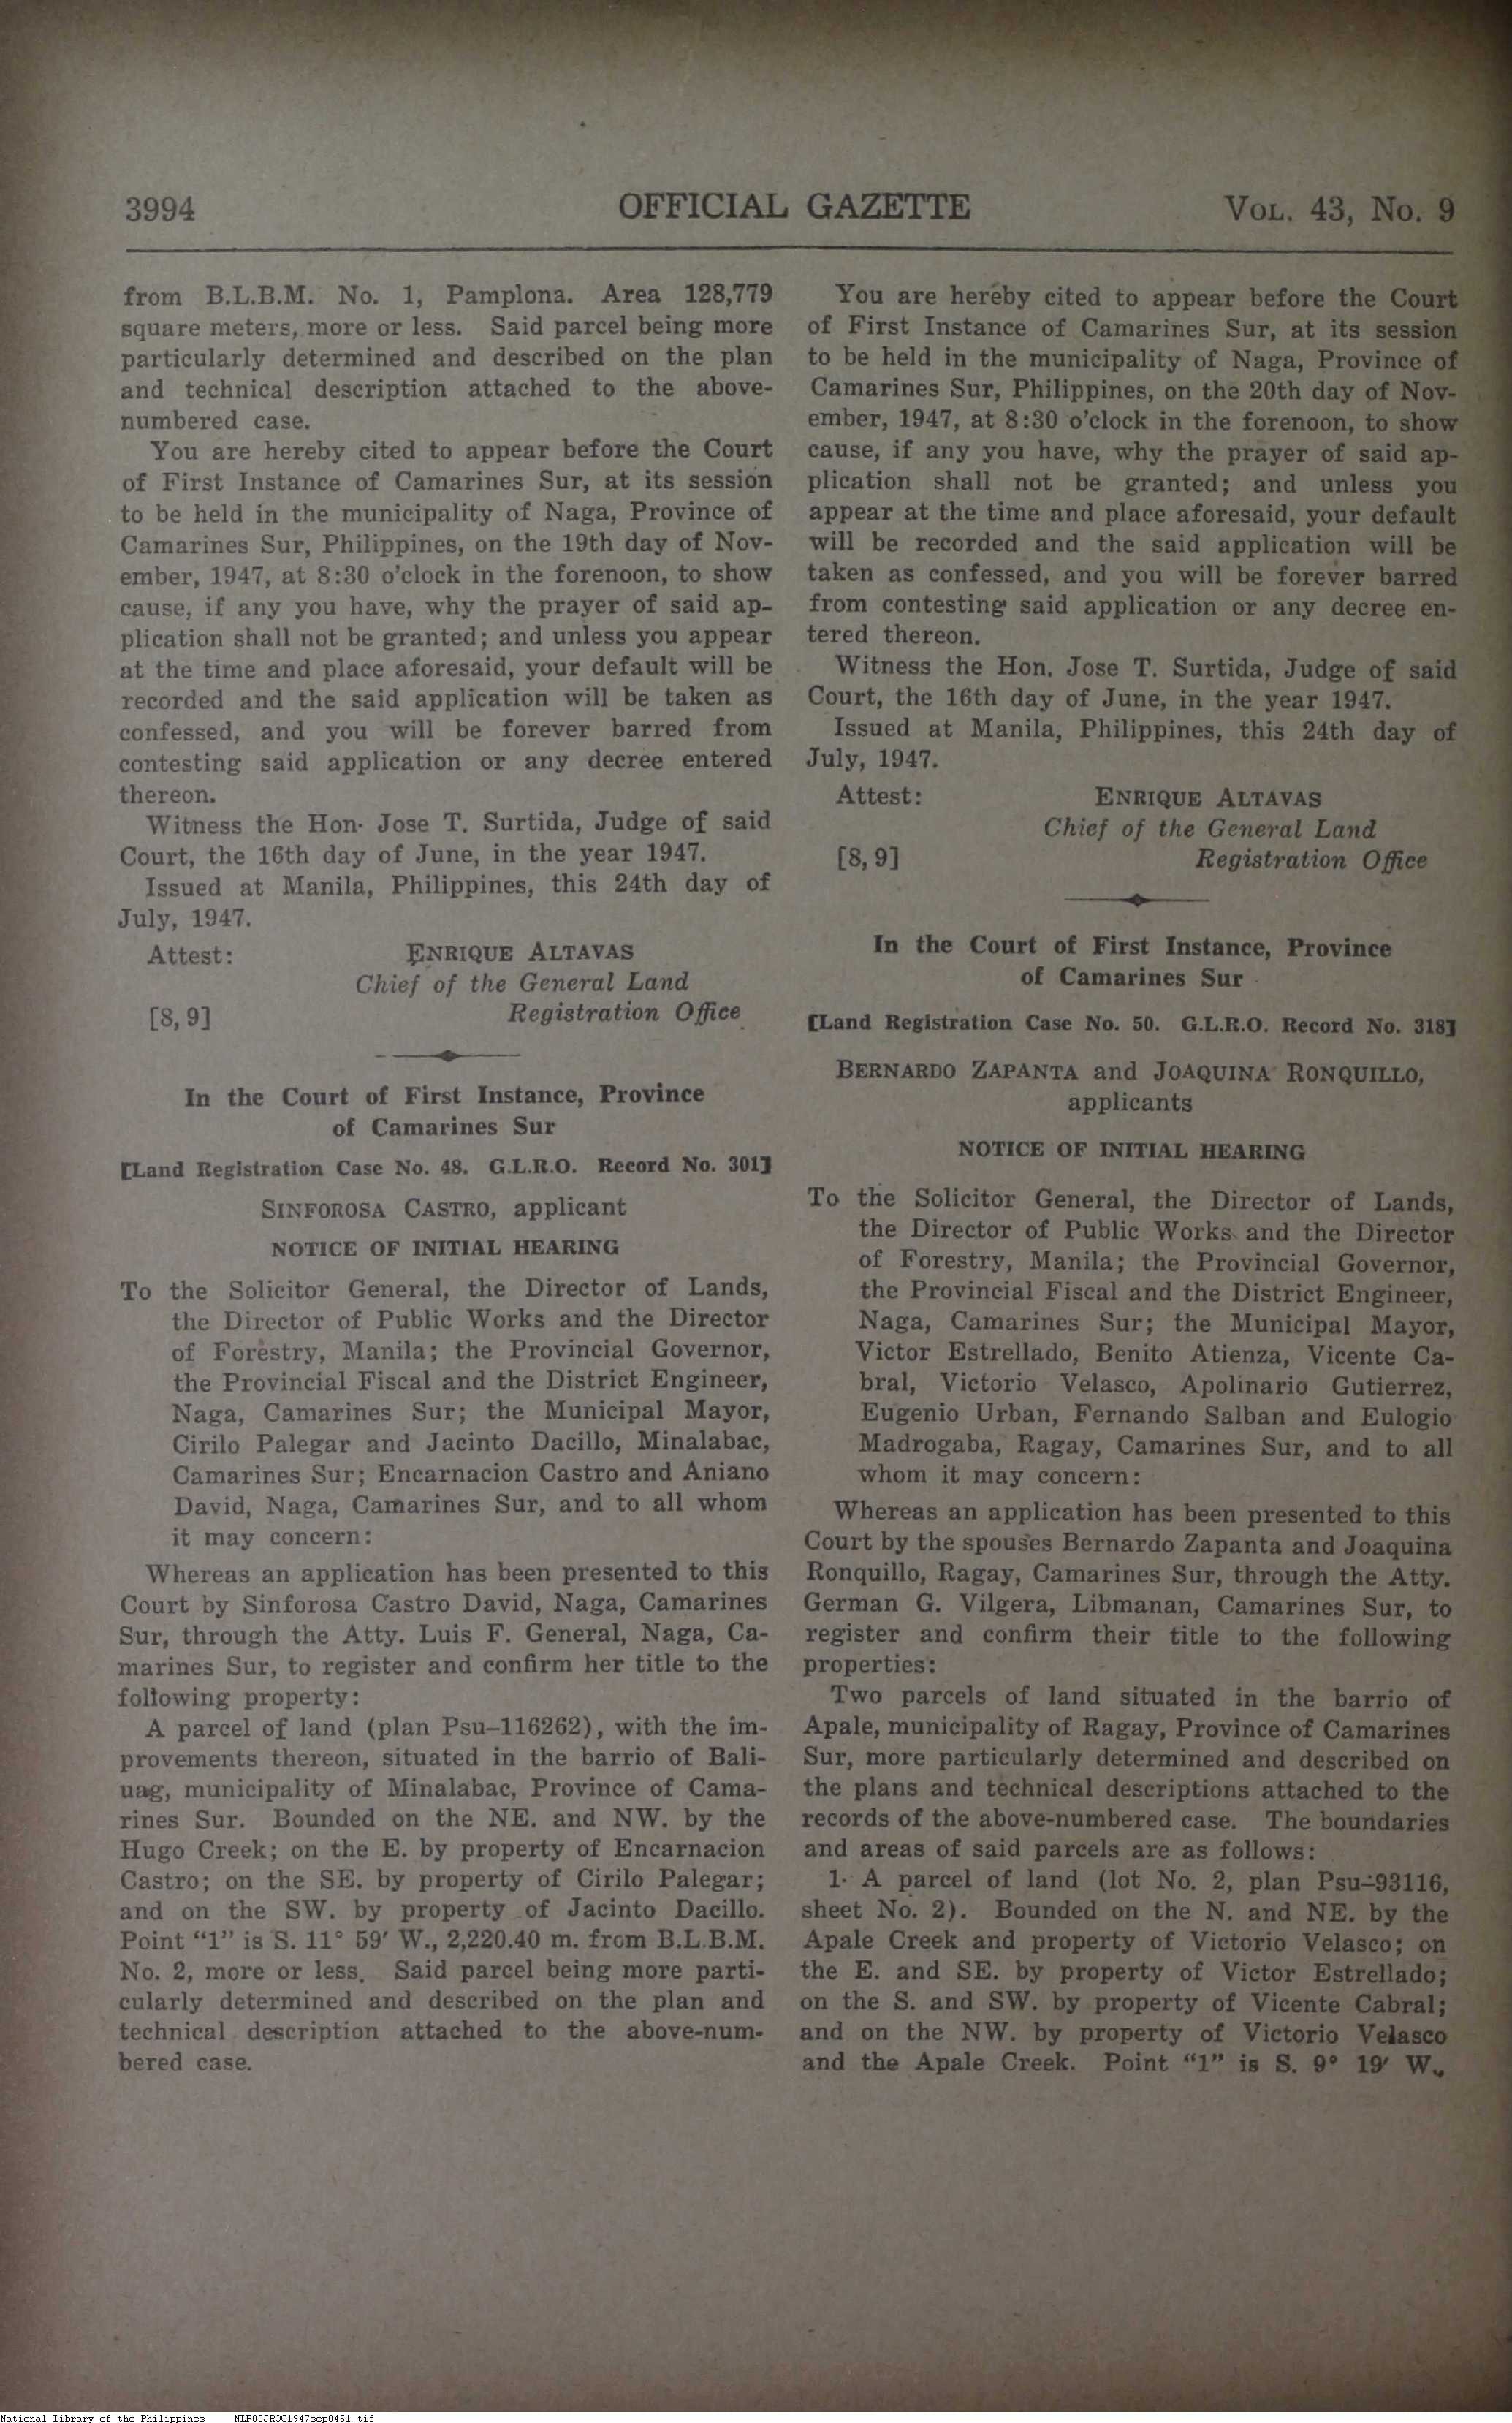 3994
OFFICIAL GAZETTE
VOL. 43, No. 9
from B.L.B.M. No. 1, Pamplona. Area 128,779
square meters, more or less. Said parcel being more
particularly determined and described on the plan
and technical description attached to the above-
numbered case.
You are hereby cited to appear before the Court
of First Instance of Camarines Sur, at its session
to be held in the municipality of Naga, Province of
Camarines Sur, Philippines, on the 19th day of Nov-
ember, 1947, at 8:30 o'clock in the forenoon, to show
cause, if any you have, why the prayer of said ap-
plication shall not be granted; and unless you appear
at the time and place aforesaid, your default will be
recorded and the said application will be taken as
confessed, and you will be forever barred from
contesting said application or any decree entered
thereon.
Witness the Hon. Jose T. Surtida, Judge of said
Court, the 16th day of June, in the year 1947.
Issued at Manila, Philippines, this 24th day of
July, 1947.
Attest: ENRIQUE ALTAVAS
Chief of the General Land
[8, 9] Registration Office
In the Court of First Instance, Province
of Camarines Sur
[Land Registration Case No. 48. G.L.R.O. Record No. 301]
SINFOROSA CASTRO, applicant
NOTICE OF INITIAL HEARING
To the Solicitor General, the Director of Lands,
the Director of Public Works and the Director
of Forestry, Manila; the Provincial Governor,
the Provincial Fiscal and the District Engineer,
Naga, Camarines Sur; the Municipal Mayor,
Cirilo Palegar and Jacinto Dacillo, Minalabac,
Camarines Sur; Encarnacion Castro and Aniano
David, Naga, Camarines Sur, and to all whom
it may concern:
Whereas an application has been presented to this
Court by Sinforosa Castro David, Naga, Camarines
Sur, through the Atty. Luis F. General, Naga, Ca-
marines Sur, to register and confirm her title to the
following property:
A parcel of land (plan Psu–116262), with the im-
provements thereon, situated in the barrio of Bali-
uag, municipality of Minalabac, Province of Cama-
rines Sur. Bounded on the NE. and NW. by the
Hugo Creek; on the E. by property of Encarnacion
Castro; on the SE. by property of Cirilo Palegar;
and on the SW. by property of Jacinto Dacillo.
Point “1” is S. 11° 59′ W., 2,220.40 m. from B.L.B.M.
No. 2, more or less. Said parcel being more parti-
cularly determined and described on the plan and
technical description attached to the above-num-
bered case.
You are hereby cited to appear before the Court
of First Instance of Camarines Sur, at its session
to be held in the municipality of Naga, Province of
Camarines Sur, Philippines, on the 20th day of Nov-
ember, 1947, at 8:30 o'clock in the forenoon, to show
cause, if any you have, why the prayer of said ap-
plication shall not be granted; and unless you
appear at the time and place aforesaid, your default
will be recorded and the said application will be
taken as confessed, and you will be forever barred
from contesting said application or any decree en-
tered thereon.
Witness the Hon. Jose T. Surtida, Judge of said
Court, the 16th day of June, in the year 1947.
Issued at Manila, Philippines, this 24th day of
July, 1947.
Attest: ENRIQUE ALTAVAS
Chief of the General Land
[8, 9] Registration Office
In the Court of First Instance, Province
of Camarines Sur
[Land Registration Case No. 50. G.L.R.O. Record No. 318]
BERNARDO ZAPANTA and JOAQUINA RONQUILLO,
applicants
NOTICE OF INITIAL HEARING
To the Solicitor General, the Director of Lands,
the Director of Public Works and the Director
of Forestry, Manila; the Provincial Governor,
the Provincial Fiscal and the District Engineer,
Naga, Camarines Sur; the Municipal Mayor,
Victor Estrellado, Benito Atienza, Vicente Ca-
bral, Victorio Velasco, Apolinario Gutierrez,
Eugenio Urban, Fernando Salban and Eulogio
Madrogaba, Ragay, Camarines Sur, and to all
whom it may concern:
Whereas an application has been presented to this
Court by the spouses Bernardo Zapanta and Joaquina
Ronquillo, Ragay, Camarines Sur, through the Atty.
German G. Vilgera, Libmanan, Camarines Sur, to
register and confirm their title to the following
properties:
Two parcels of land situated in the barrio of
Apale, municipality of Ragay, Province of Camarines
Sur, more particularly determined and described on
the plans and technical descriptions attached to the
records of the above-numbered case. The boundaries
and areas of said parcels are as follows:
1. A parcel of land (lot No. 2, plan Psu–93116,
sheet No. 2). Bounded on the N. and NE. by the
Apale Creek and property of Victorio Velasco; on
the E. and SE. by property of Victor Estrellado;
on the S. and SW. by property of Vicente Cabral;
and on the NW. by property of Victorio Velasco
and the Apale Creek. Point “1” is S. 9° 19′ W.,
National Library of the Philippines NLP00JROG1947sep0451.tif